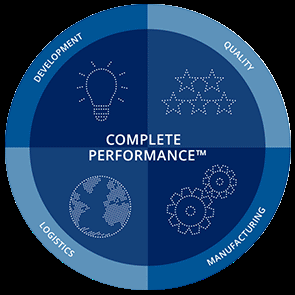 DEVELOPMENT
QUALITY
COMPLETE
PERFORMANCE™
LOGISTICS
MANUFACTURING